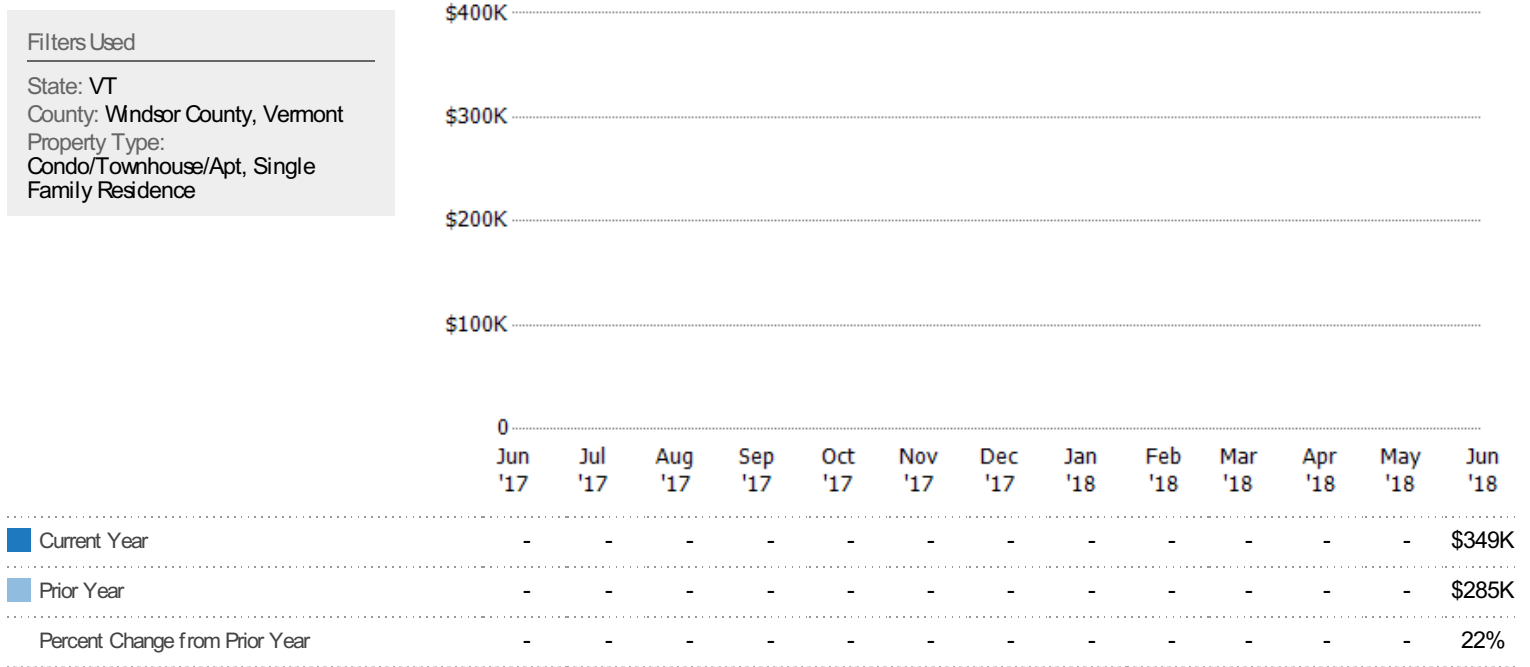 Filters Used
State: VT
County: Windsor County, Vermont
Property Type:
Condo/Townhouse/Apt, Single
Family Residence
$400K
$300K
$200K
$100K
0
Jun Jul Aug Sep Oct Nov Dec Jan Feb Mar Apr May Jun
'17 '17 '17 '17 '17 '17 '17 '18 '18 '18 '18 '18 '18
Current Year - - - - - - - - - - - - $349K
Prior Year - - - - - - - - - - - - $285K
Percent Change from Prior Year - - - - - - - - - - - - 22%